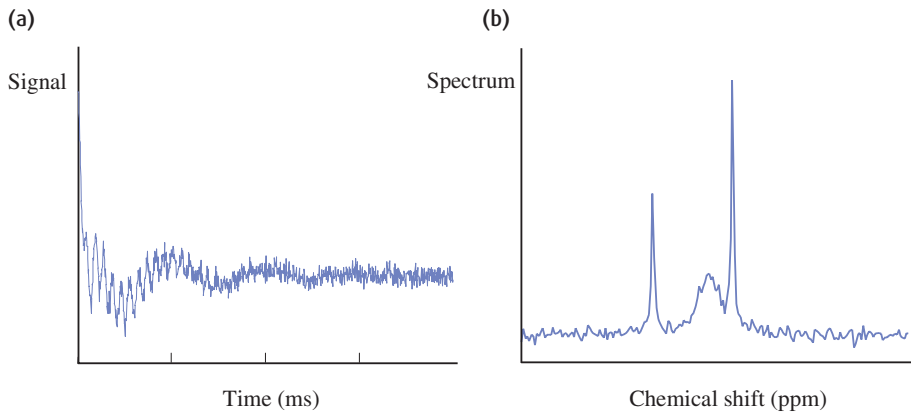 (a)
Signal
Time (ms)
(b)
Spectrum
Chemical shift (ppm)